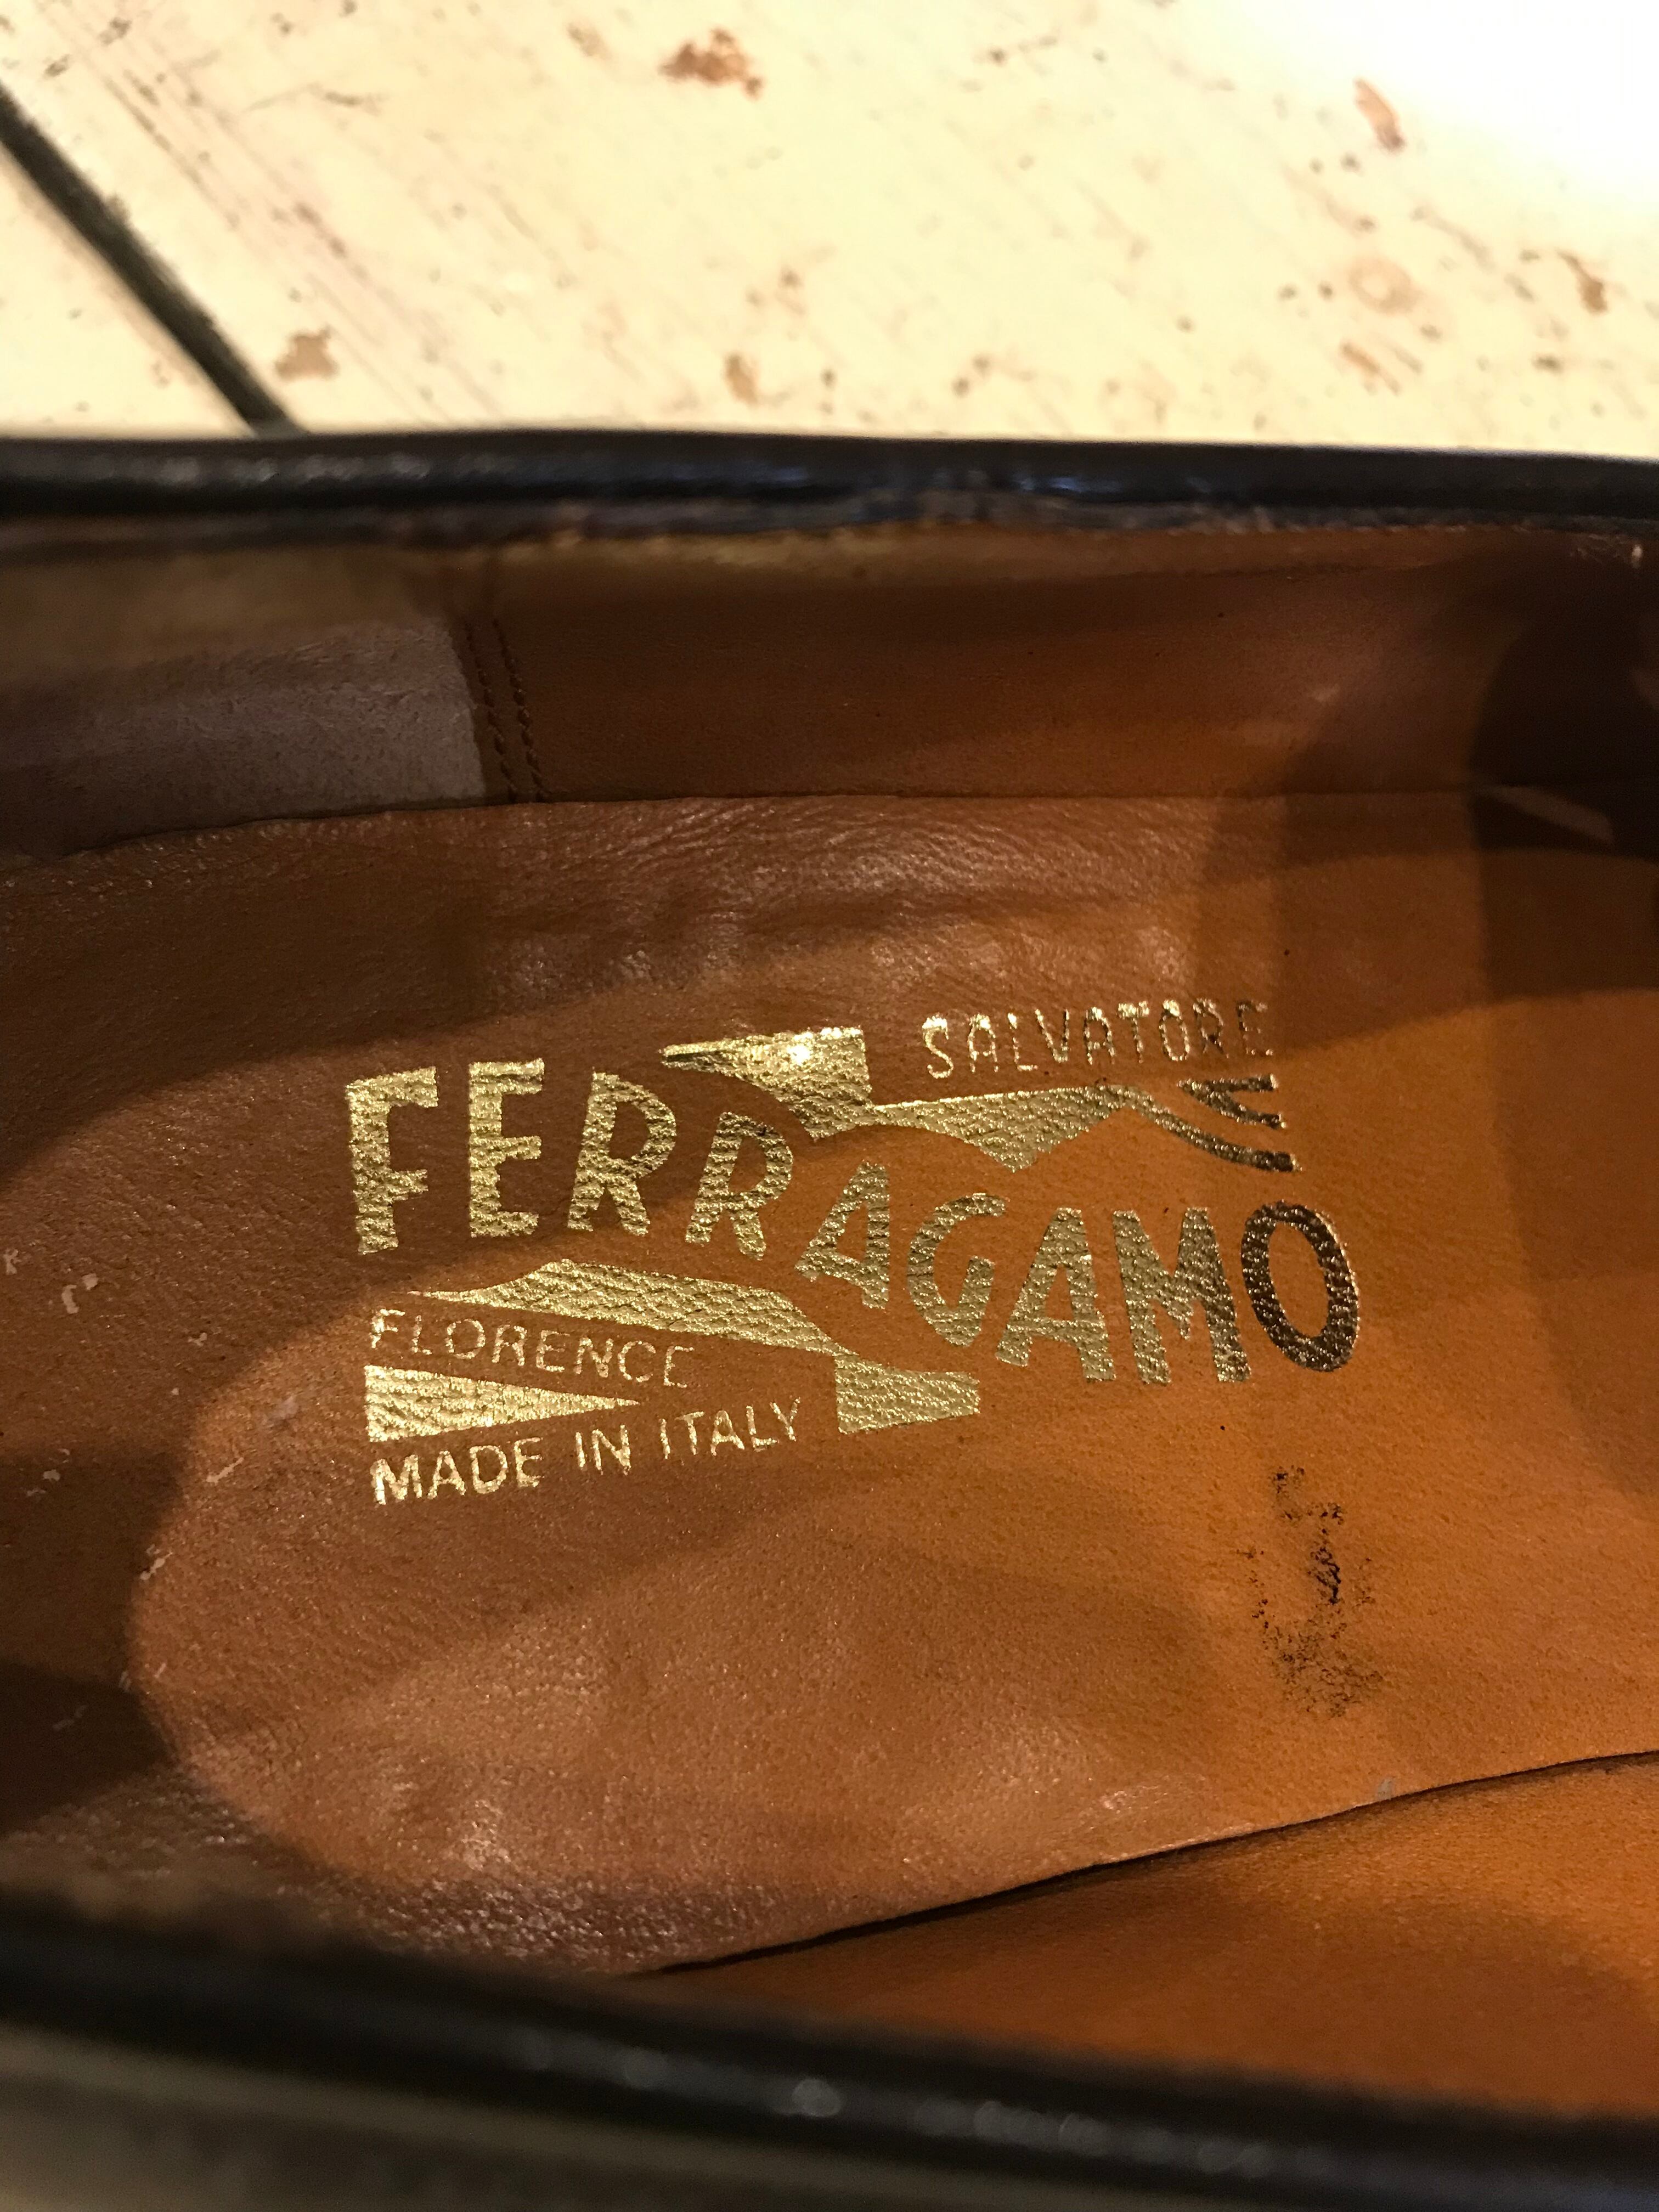 SALVATORE
FERRAGAMO
FLORENCE
MADE IN ITALY